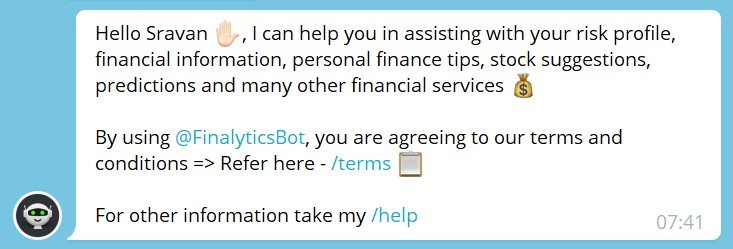 Hello Sravan ✋🏻, I can help you in assisting with your risk profile,
financial information, personal finance tips, stock suggestions,
predictions and many other financial services 💰
By using @FinalyticsBot, you are agreeing to our terms and
conditions => Refer here - /terms 📋
For other information take my /help
07:41